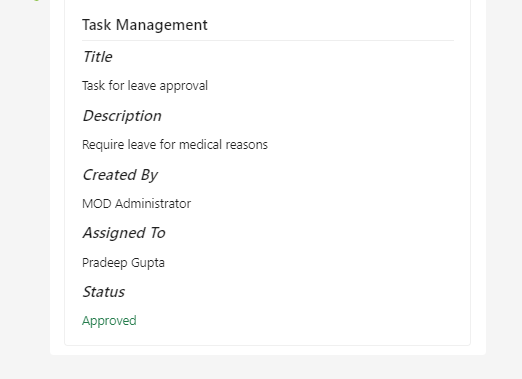 Task Management
Title
Task for leave approval
Description
Require leave for medical reasons
Created By
MOD Administrator
Assigned To
Pradeep Gupta
Status
Approved